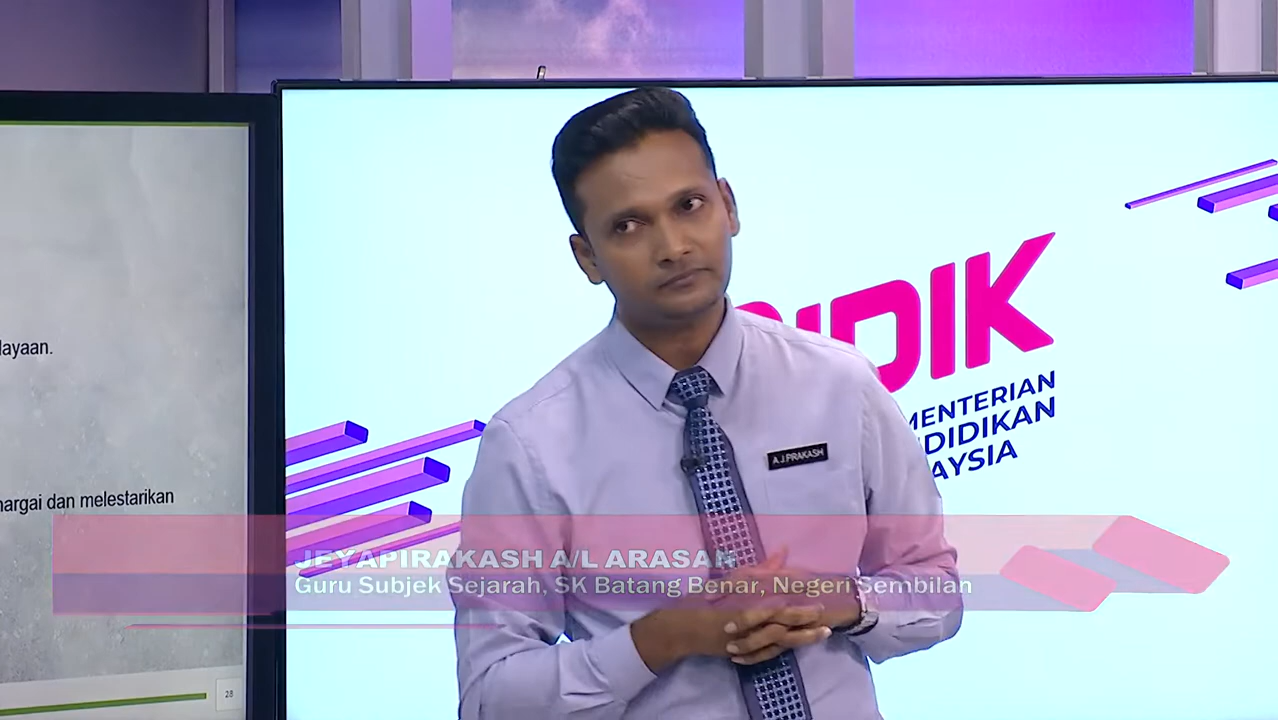 layaan.
hargai dan melestarikan
28
DIDIK
MENTERIAN
DIDIKAN
AYSIA
A.J.PRAKASH
JEYAPIRAKASH A/L ARASAN
Guru Subjek Sejarah, SK Batang Benar, Negeri Sembilan